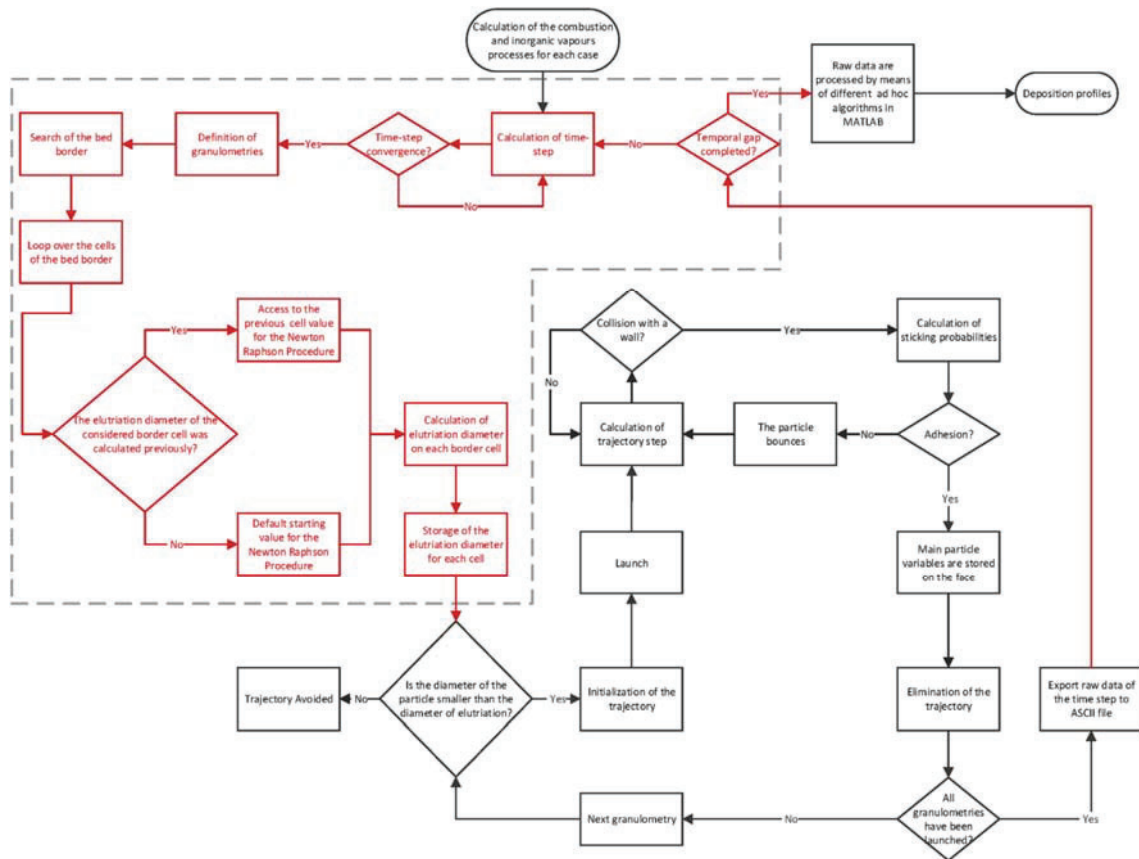 Calculation of the combustion
and inorganic vapours
processes for each case
Raw data are
processed by means
of different ad hoc
algorithms in
MATLAB
Deposition profiles
Yes
Search of the bed
border
Definition of
granulometries
Yes
Time-step
convergence?
Calculation of time-
step
No
Temporal gap
completed?
No
Loop over the cells
of the bed border
Yes
Access to the
previous cell value
for the Newton
Raphson Procedure
Collision with a
wall?
Yes
Calculation of
sticking probabilities
No
The elutriation diameter of the
considered border cell was
calculated previously?
Calculation of
elutriation diameter
on each border cell
Calculation of
trajectory step
The particle
bounces
No
Adhesion?
Yes
No
Default starting
value for the
Newton Raphson
Procedure
Storage of the
elutriation diameter
for each cell
Launch
Main particle
variables are stored
on the face
Trajectory Avoided
No
Is the diameter of the
particle smaller than the
diameter of elutriation?
Yes
Initialization of the
trajectory
Elimination of the
trajectory
Export raw data of
the time step to
ASCII file
Next granulometry
No
All
granulometries
have been
launched?
Yes